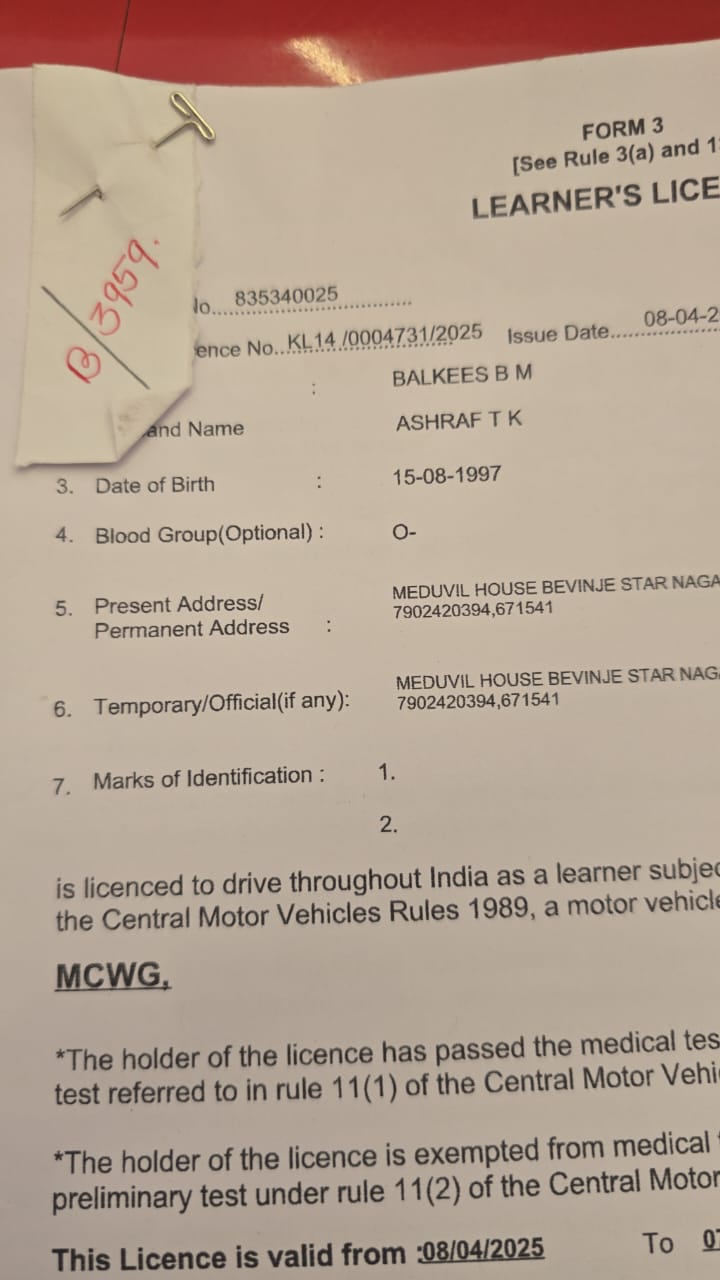 FORM 3
[See Rule 3(a) and 1
LEARNER'S LICE
B/3959.
No.... 835340025 ................
ence No..KL14 /0004731/2025 Issue Date...... 08-04-2
: BALKEES B M
and Name ASHRAF T K
3. Date of Birth : 15-08-1997
4. Blood Group(Optional) : O-
5. Present Address/
Permanent Address :
MEDUVIL HOUSE BEVINJE STAR NAGA
7902420394,671541
6. Temporary/Official(if any):
MEDUVIL HOUSE BEVINJE STAR NAGA
7902420394,671541
7. Marks of Identification : 1.
2.
is licenced to drive throughout India as a learner subjec
the Central Motor Vehicles Rules 1989, a motor vehicle
MCWG,
*The holder of the licence has passed the medical tes
test referred to in rule 11(1) of the Central Motor Vehi
*The holder of the licence is exempted from medical t
preliminary test under rule 11(2) of the Central Motor
This Licence is valid from :08/04/2025 To 07